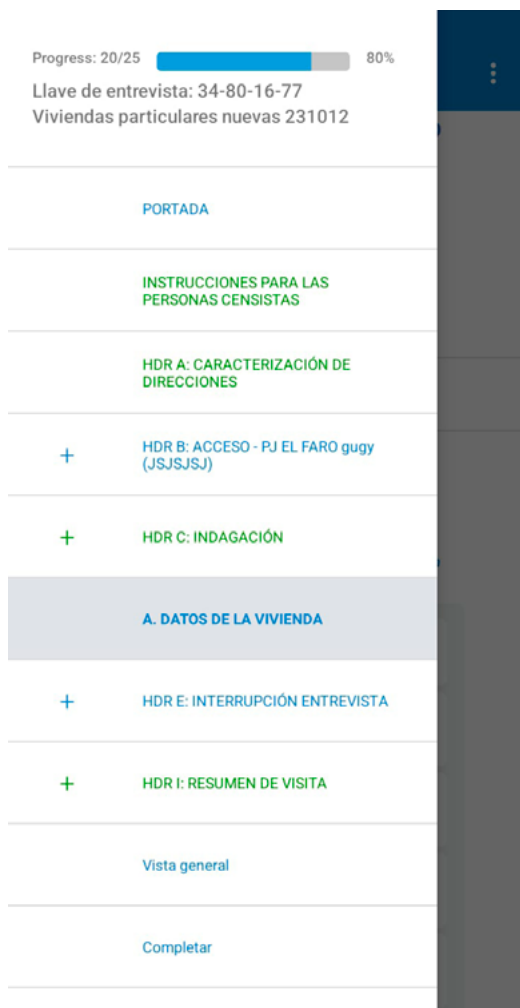 Progress: 20/25
80%
Llave de entrevista: 34-80-16-77
Viviendas particulares nuevas 231012
PORTADA
INSTRUCCIONES PARA LAS
PERSONAS CENSISTAS
HDR A: CARACTERIZACIÓN DE
DIRECCIONES
+ HDR B: ACCESO - PJ EL FARO gugy
(JSJSJSJ)
+ HDR C: INDAGACIÓN
A. DATOS DE LA VIVIENDA
+ HDR E: INTERRUPCIÓN ENTREVISTA
+ HDR I: RESUMEN DE VISITA
Vista general
Completar